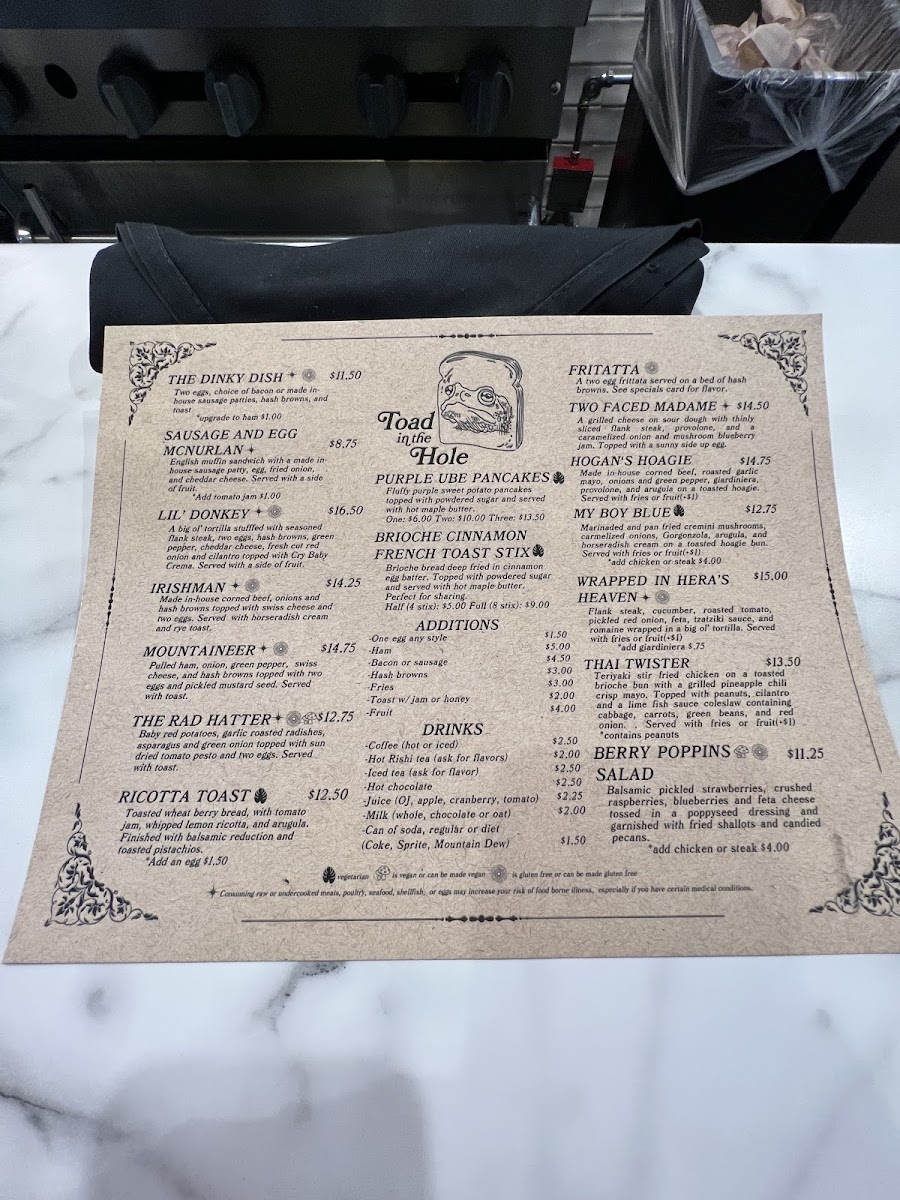 THE DINKY DISH $11.50
Two eggs, choice of bacon or made in-
house sausage patties, hash browns, and
toast
*upgrade to ham $1.00
SAUSAGE AND EGG
MCNURLAN $8.75
English muffin sandwich with a made in-
house sausage patty, egg, fried onion,
and cheddar cheese. Served with a side
of fruit.
*Add tomato jam $1.00
LIL' DONKEY $16.50
A big ol' tortilla stufffled with seasoned
flank steak, two eggs, hash browns, green
pepper, cheddar cheese, fresh cut red
onion and cilantro topped with Cry Baby
Crema. Served with a side of fruit.
IRISHMAN $14.25
Made in-house corned beef, onions and
hash browns topped with swiss cheese and
two eggs. Served with horseradish cream
and rye toast.
MOUNTAINEER $14.75
Pulled ham, onion, green pepper, swiss
cheese, and hash browns topped with two
eggs and pickled mustard seed. Served
with toast.
THE RAD HATTER $12.75
Baby red potatoes, garlic roasted radishes,
asparagus and green onion topped with sun
dried tomato pesto and two eggs. Served
with toast.
RICOTTA TOAST $12.50
Toasted wheat berry bread, with tomato
jam, whipped lemon ricotta, and arugula.
Finished with balsamic reduction and
toasted pistachios.
*Add an egg $1.50
Toad
in the
Hole
PURPLE UBE PANCAKES
Fluffy purple sweet potato pancakes
topped with powdered sugar and served
with hot maple butter.
One: $6.00 Two: $10.00 Three: $13.50
BRIOCHE CINNAMON
FRENCH TOAST STIX
Brioche bread deep fried in cinnamon
egg batter. Topped with powdered sugar
and served with hot maple butter.
Perfect for sharing.
Half (4 stix): $5.00 Full (8 stix): $9.00
ADDITIONS
-One egg any style $1.50
-Ham $5.00
-Bacon or sausage $4.50
-Hash browns $3.00
-Fries $3.00
-Toast w/ jam or honey $2.00
-Fruit $4.00
DRINKS
-Coffee (hot or iced) $2.50
-Hot Rishi tea (ask for flavors) $2.00
-Iced tea (ask for flavor) $2.50
-Hot chocolate $2.50
-Juice (OJ, apple, cranberry, tomato) $2.25
-Milk (whole, chocolate or oat) $2.00
-Can of soda, regular or diet
(Coke, Sprite, Mountain Dew) $1.50
FRITATTA
A two egg frittata served on a bed of hash
browns. See specials card for flavor.
TWO FACED MADAME $14.50
A grilled cheese on sour dough with thinly
sliced flank steak, provolone, and a
caramelized onion and mushroom blueberry
jam. Topped with a sunny side up egg.
HOGAN'S HOAGIE $14.75
Made in-house corned beef, roasted garlic
mayo, onions and green pepper, giardiniera,
provolone, and arugula on a toasted hoagie.
Served with fries or fruit(+$1)
MY BOY BLUE $12.75
Marinaded and pan fried cremini mushrooms,
carmelized onions, Gorgonzola, arugula, and
horseradish cream on a toasted hoagie bun.
Served with fries or fruit(+$1)
*add chicken or steak $4.00
WRAPPED IN HERA'S $15.00
HEAVEN
Flank steak, cucumber, roasted tomato,
pickled red onion, feta, tzatziki sauce, and
romaine wrapped in a big ol' tortilla. Served
with fries or fruit(+$1)
*add giardiniera $.75
THAI TWISTER $13.50
Teriyaki stir fried chicken on a toasted
brioche bun with a grilled pineapple chili
crisp mayo. Topped with peanuts, cilantro
and a lime fish sauce coleslaw containing
cabbage, carrots, green beans, and red
onion. . Served with fries or fruit(+$1)
*contains peanuts
BERRY POPPINS $11.25
SALAD
Balsamic pickled strawberries, crushed
raspberries, blueberries and feta cheese
tossed in a poppyseed dressing and
garnished with fried shallots and candied
pecans.
*add chicken or steak $4.00
vegetarian is vegan or can be made vegan is gluten free or can be made gluten free
Consuming raw or undercooked meats, poultry, seafood, shellfish, or eggs may increase your risk of food borne illness, especially if you have certain medical conditions.